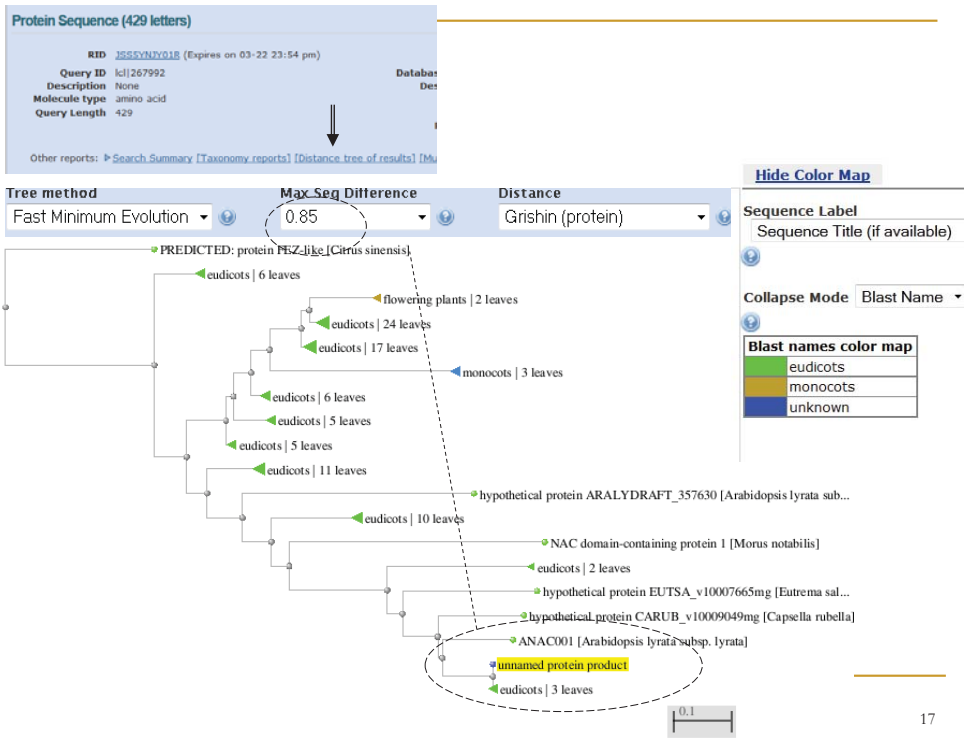 Protein Sequence (429 letters)
RID JSS5YNJY01R (Expires on 03-22 23:54 pm)
Query ID lcl|267992
Description None
Molecule type amino acid
Query Length 429
Databas
Des
Other reports: Search Summary [Taxonomy reports] [Distance tree of results] [Mu
Tree method Max Seq Difference Distance
Fast Minimum Evolution 0.85 Grishin (protein)
Hide Color Map
Sequence Label
Sequence Title (if available)
Collapse Mode Blast Name
Blast names color map
eudicots
monocots
unknown
PREDICTED: protein FEZ-like [Citrus sinensis]
eudicots | 6 leaves
flowering plants | 2 leaves
eudicots | 24 leaves
eudicots | 17 leaves
monocots | 3 leaves
eudicots | 6 leaves
eudicots | 5 leaves
eudicots | 5 leaves
eudicots | 11 leaves
hypothetical protein ARALYDRAFT_357630 [Arabidopsis lyrata sub...
eudicots | 10 leaves
NAC domain-containing protein 1 [Morus notabilis]
eudicots | 2 leaves
hypothetical protein EUTSA_v10007665mg [Eutrema sal...
hypothetical protein CARUB_v10009049mg [Capsella rubella]
ANAC001 [Arabidopsis lyrata subsp. lyrata]
unnamed protein product
eudicots | 3 leaves
0.1
17